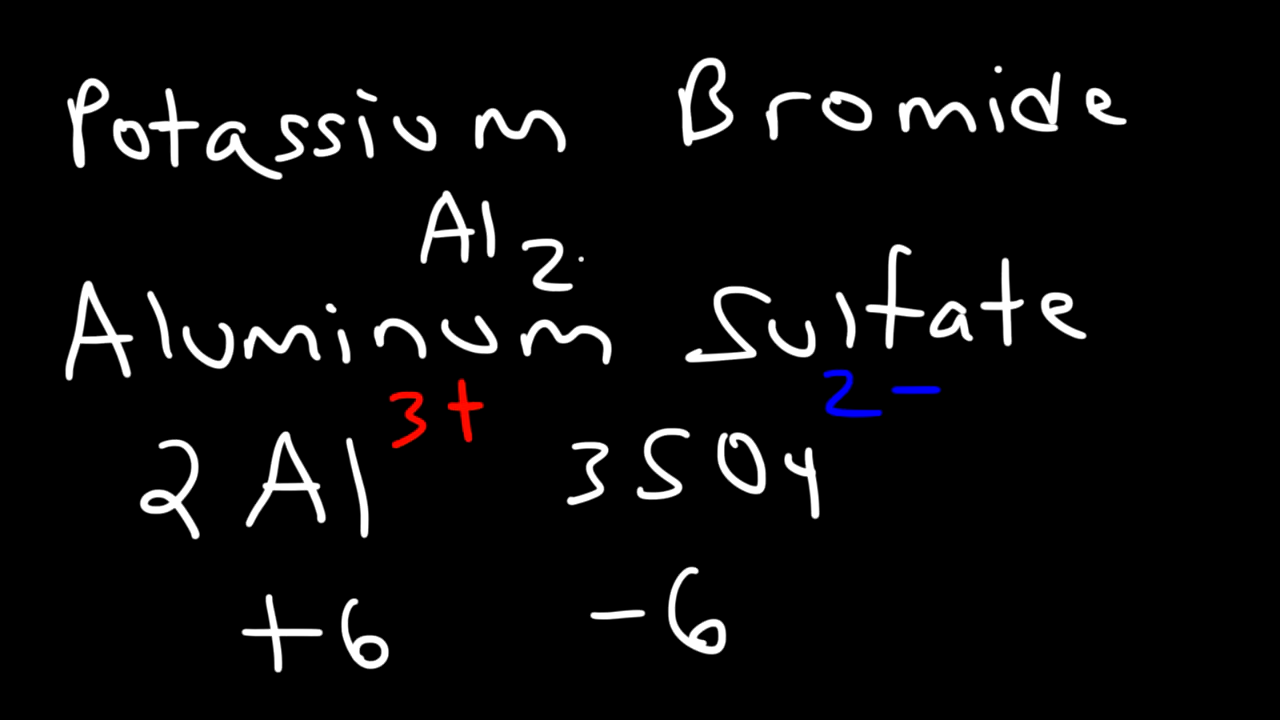 Potassium Bromide
Al2
Aluminum Sulfate
2Al3+ 3SO42-
+6 -6